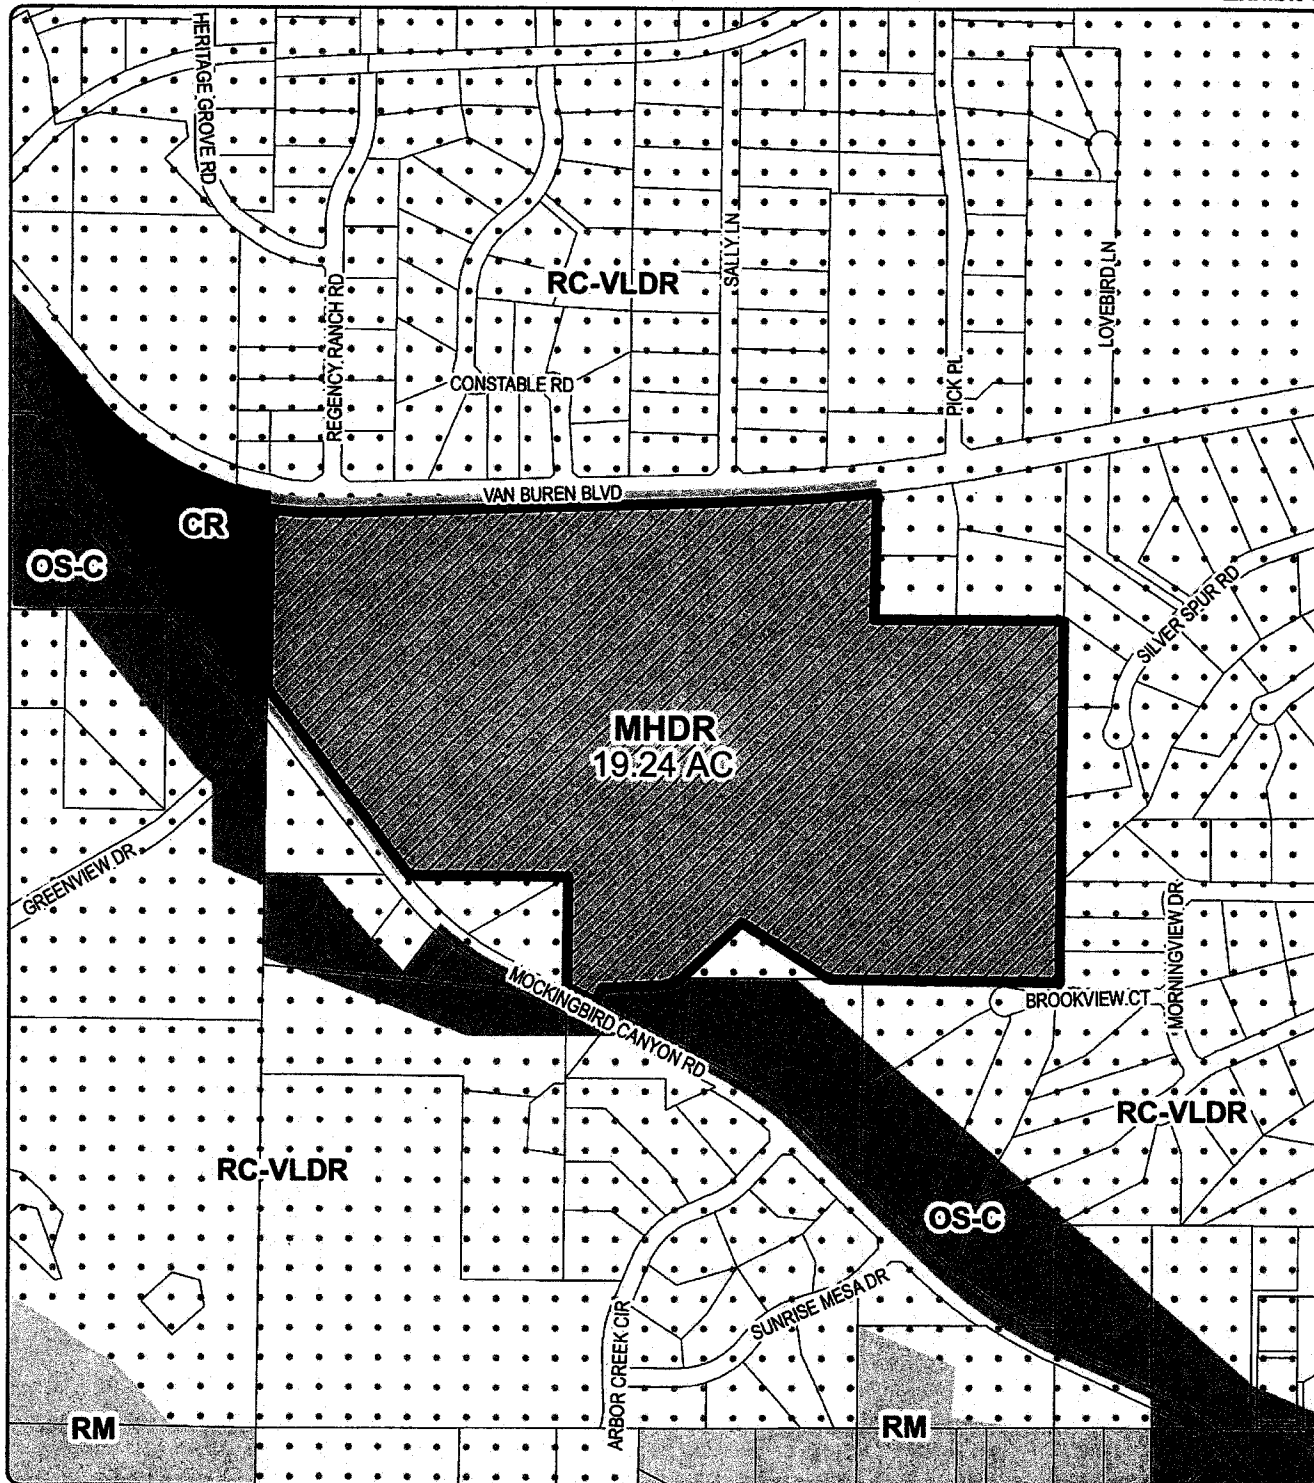 HERITAGE GROVE RD
RC-VLDR
SALLY LN
LOVEBIRD LN
REGENCY RANCH RD
CONSTABLE RD
PICK PL
VAN BUREN BLVD
CR
OS-C
SILVER SPUR RD
MHDR
19.24 AC
GREENVIEW DR
MORNINGVIEW DR
MOCKINGBIRD CANYON RD
BROOKVIEW CT
RC-VLDR
RC-VLDR
OS-C
SUNRISE MESA DR
ARBOR CREEK CIR
RM
RM